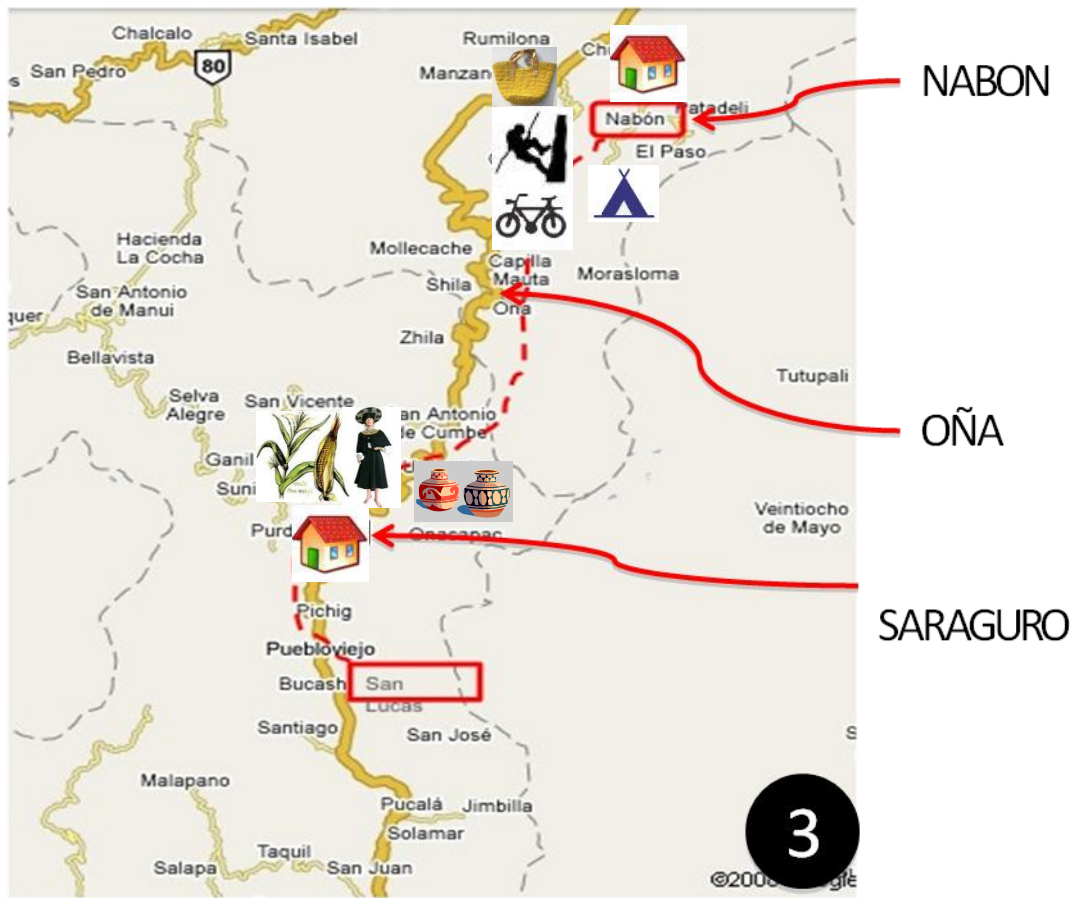 Chalcalo
Santa Isabel
Rumilona
80
San Pedro
NABON
Nabón
El Paso
Hacienda
La Cocha
Mollecache
Capilla
Mauta
Morasloma
Shila
San Antonio
de Manui
Oña
Zhila
Bellavista
Tutupali
Selva
Alegre
San Vicente
an Antonio
de Cumbe
OÑA
Ganil
Suni
Veintiocho
de Mayo
Purd
Pichig
SARAGURO
Puebloviejo
Bucash
San
Lucas
Santiago
San José
Malapano
Pucalá
Jimbilla
Solamar
3
Taquil
Salapa
San Juan